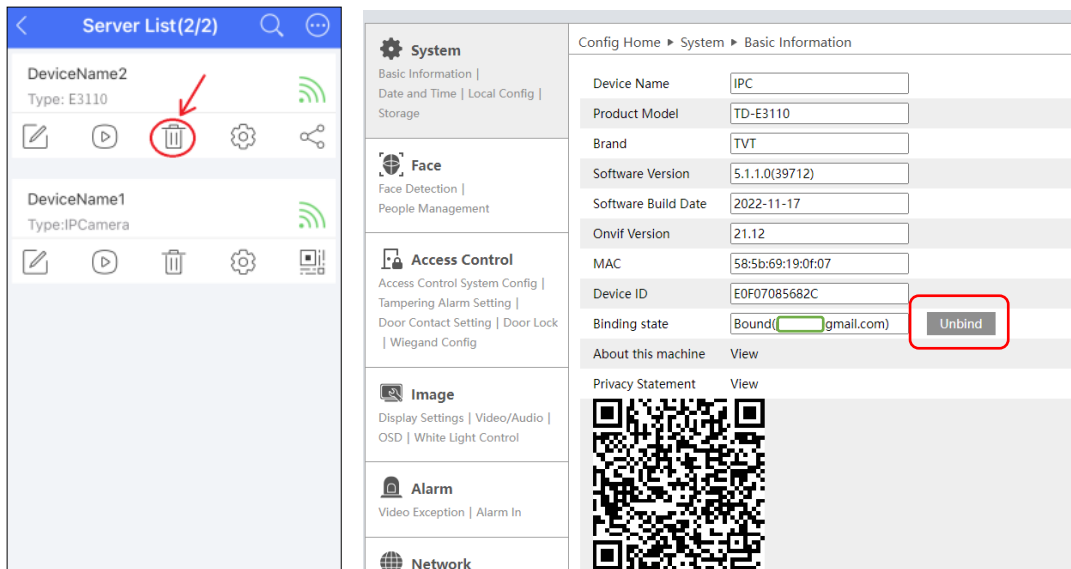 Server List(2/2)
DeviceName2
Type: E3110
DeviceName1
Type:IPCamera
System
Basic Information |
Date and Time | Local Config |
Storage
Face
Face Detection |
People Management
Access Control
Access Control System Config |
Tampering Alarm Setting |
Door Contact Setting | Door Lock
| Wiegand Config
Image
Display Settings | Video/Audio |
OSD | White Light Control
Alarm
Video Exception | Alarm In
Network
Config Home ▶ System ▶ Basic Information
Device Name IPC
Product Model TD-E3110
Brand TVT
Software Version 5.1.1.0(39712)
Software Build Date 2022-11-17
Onvif Version 21.12
MAC 58:5b:69:19:0f:07
Device ID E0F07085682C
Binding state Bound( gmail.com) Unbind
About this machine View
Privacy Statement View